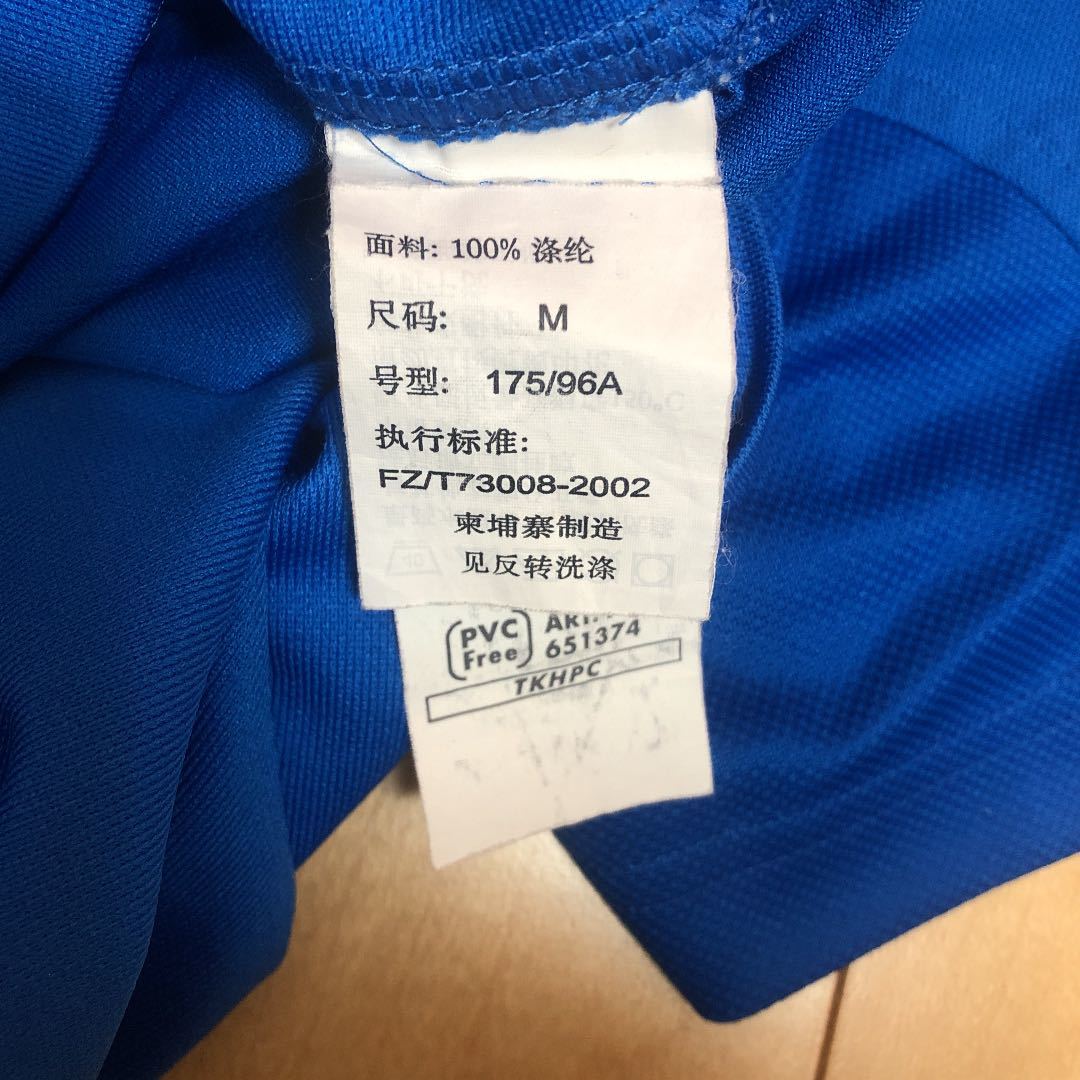 面料: 100% 涤纶
尺码: M
号型: 175/96A
执行标准:
FZ/T73008-2002
柬埔寨制造
见反转洗涤
PVC Free
651374
TKHPC